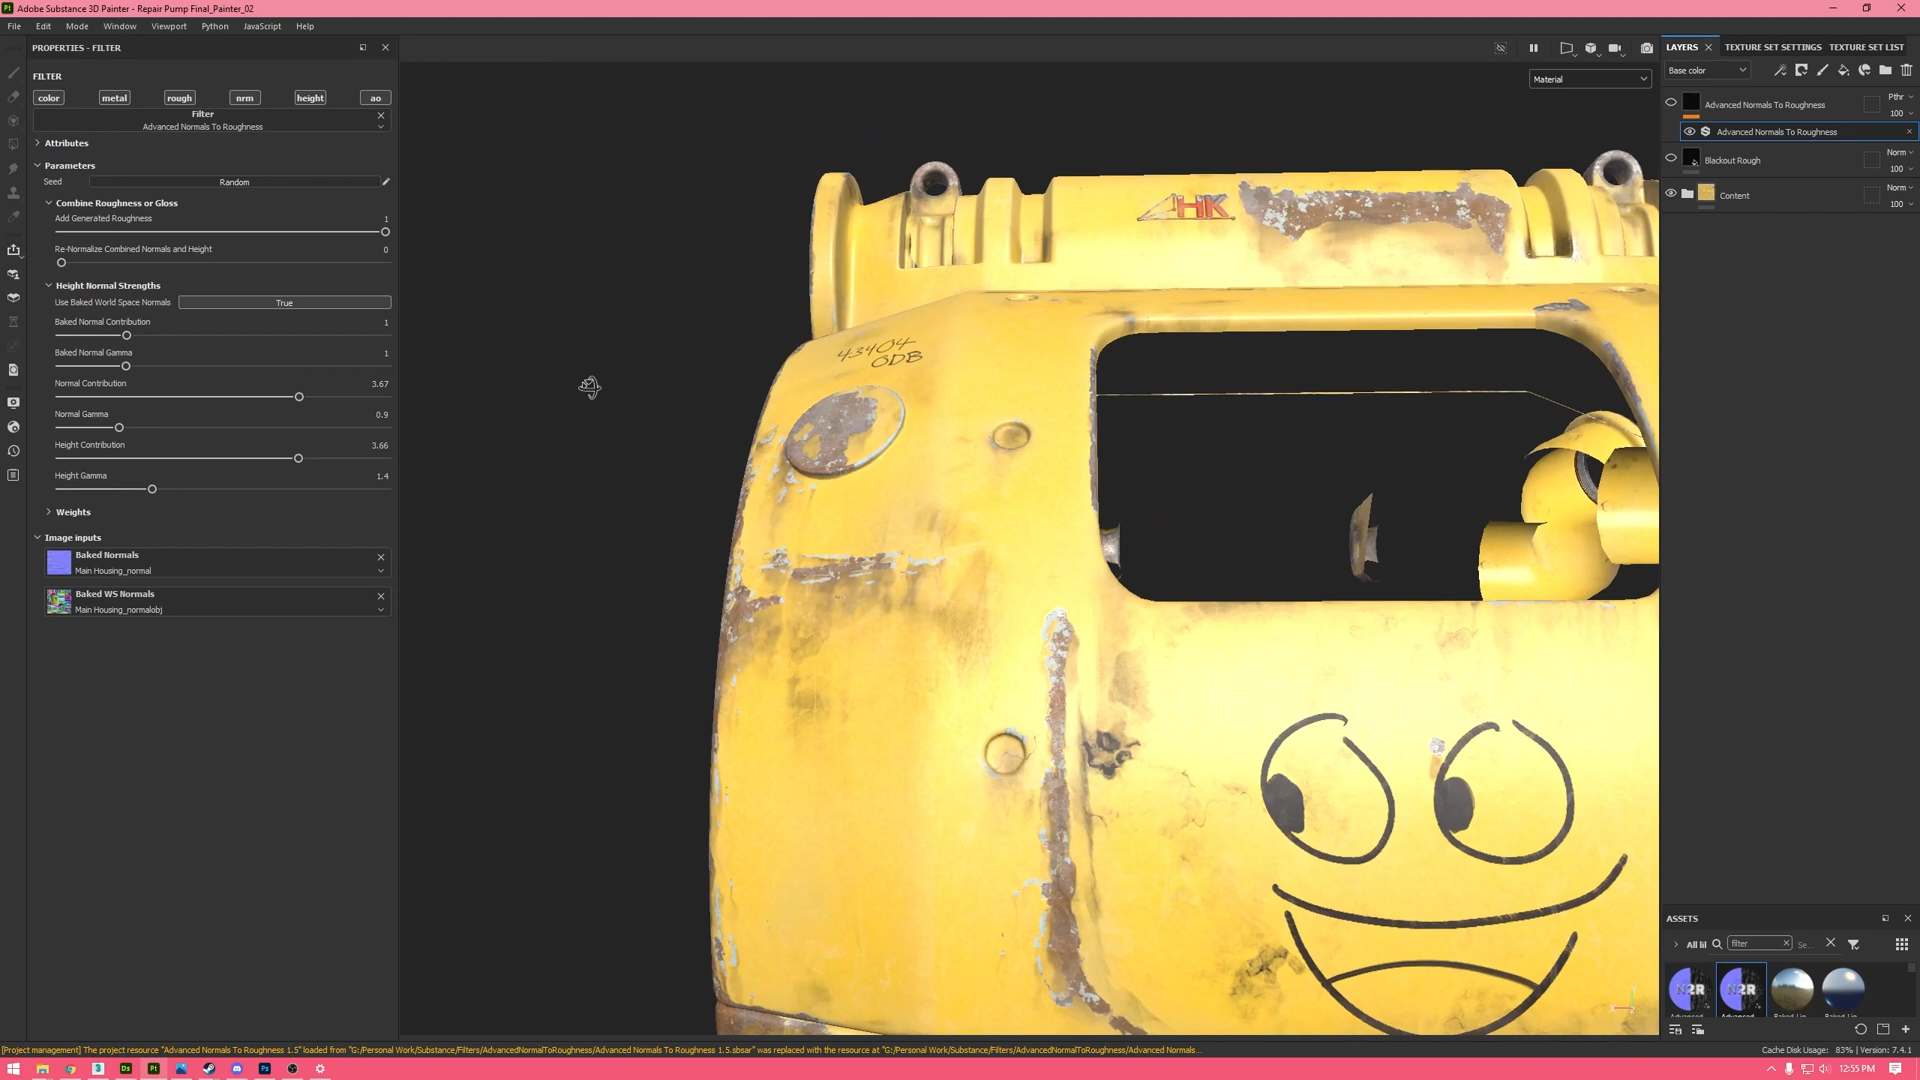 Adobe Substance 3D Painter - Repair Pump Final_Painter_02
File Edit Mode Window Viewport Python JavaScript Help
PROPERTIES - FILTER
FILTER
color metal rough nrm height ao
Filter
Advanced Normals To Roughness
Attributes
Parameters
Seed Random
Combine Roughness or Gloss
Add Generated Roughness 1
Re-Normalize Combined Normals and Height 0
Height Normal Strengths
Use Baked World Space Normals True
Baked Normal Contribution 1
Baked Normal Gamma 1
Normal Contribution 3.67
Normal Gamma 0.9
Height Contribution 3.66
Height Gamma 1.4
Weights
Image inputs
Baked Normals
Main Housing_normal
Baked WS Normals
Main Housing_normalobj
Material
HK
43404
ODB
LAYERS TEXTURE SET SETTINGS TEXTURE SET LIST
Base color
Advanced Normals To Roughness Pthr 100
Advanced Normals To Roughness
Blackout Rough Norm 100
Content Norm 100
ASSETS
All lil filter Se...
N2R N2R
Advanced... Advanced... Baked Lig... Baked Lig...
[Project management] The project resource "Advanced Normals To Roughness 1.5" loaded from "G:/Personal Work/Substance/Filters/AdvancedNormalToRoughness/Advanced Normals To Roughness 1.5.sbsar" was replaced with the resource at "G:/Personal Work/Substance/Filters/AdvancedNormalToRoughness/Advanced Normals...
Cache Disk Usage: 83% | Version: 7.4.1
12:55 PM